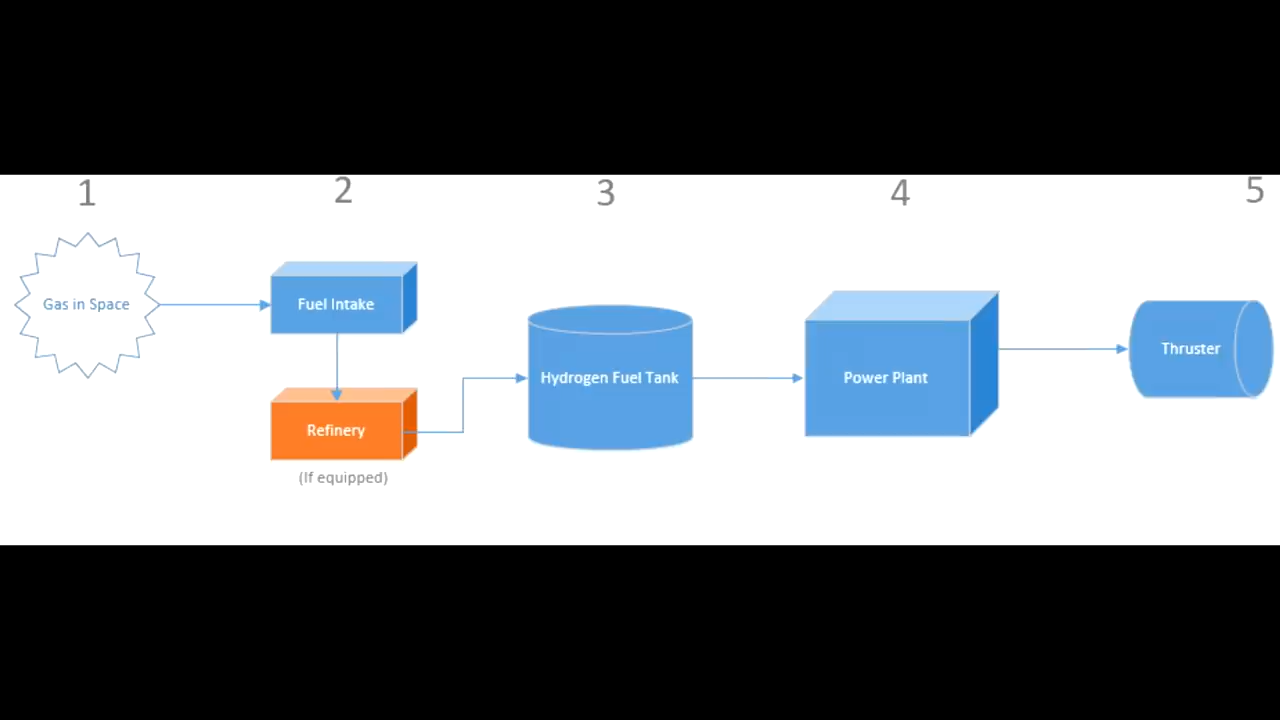 1
2
3
4
5
Gas in Space
Fuel Intake
Refinery
(If equipped)
Hydrogen Fuel Tank
Power Plant
Thruster